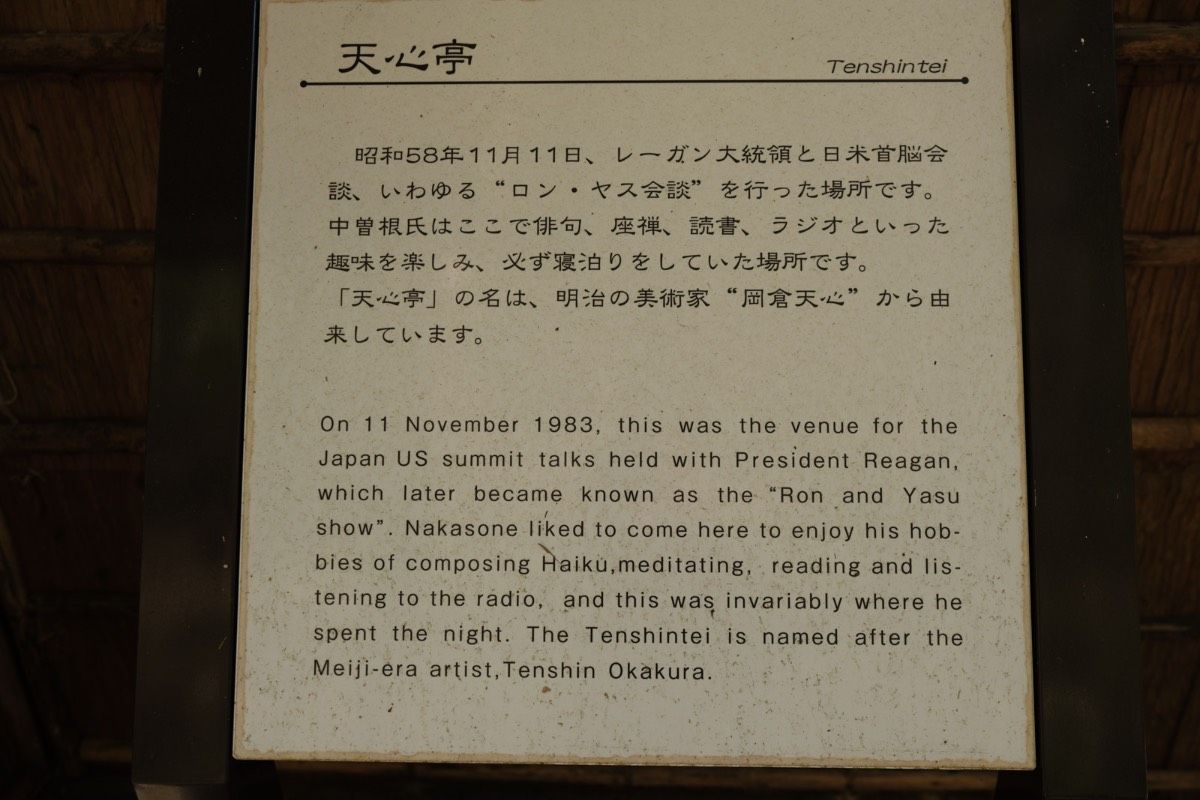 天心亭
Tenshintei
昭和58年11月11日、レーガン大統領と日米首脳会
談、いわゆる“ロン・ヤス会談”を行った場所です。
中曽根氏はここで俳句、座禅、読書、ラジオといった
趣味を楽しみ、必ず寝泊りをしていた場所です。
「天心亭」の名は、明治の美術家“岡倉天心”から由
来しています。
On 11 November 1983, this was the venue for the
Japan US summit talks held with President Reagan,
which later became known as the “Ron and Yasu
show”. Nakasone liked to come here to enjoy his hob-
bies of composing Haiku,meditating, reading and lis-
tening to the radio, and this was invariably where he
spent the night. The Tenshintei is named after the
Meiji-era artist,Tenshin Okakura.